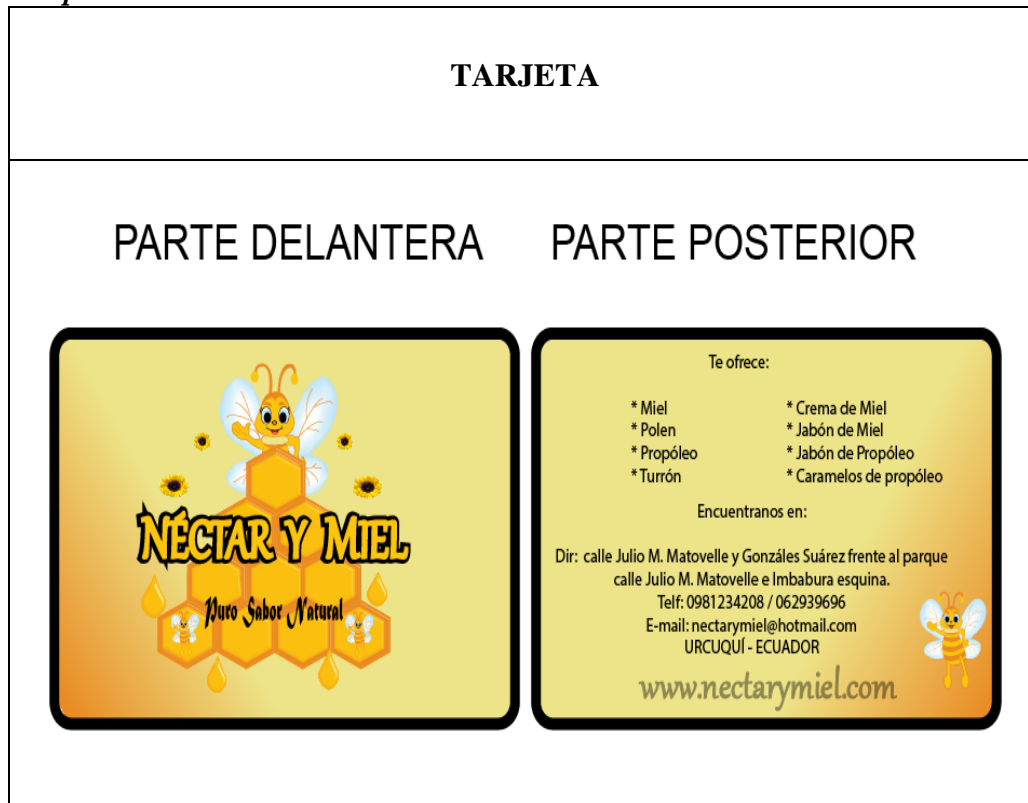 TARJETA
PARTE DELANTERA
PARTE POSTERIOR
NÉCTAR Y MIEL
Puro Sabor Natural
Te ofrece:
* Miel
* Polen
* Propóleo
* Turrón
* Crema de Miel
* Jabón de Miel
* Jabón de Propóleo
* Caramelos de propóleo
Encuentranos en:
Dir: calle Julio M. Matovelle y Gonzáles Suárez frente al parque
calle Julio M. Matovelle e Imbabura esquina.
Telf: 0981234208 / 062939696
E-mail: nectarymiel@hotmail.com
URCUQUÍ - ECUADOR
www.nectarymiel.com